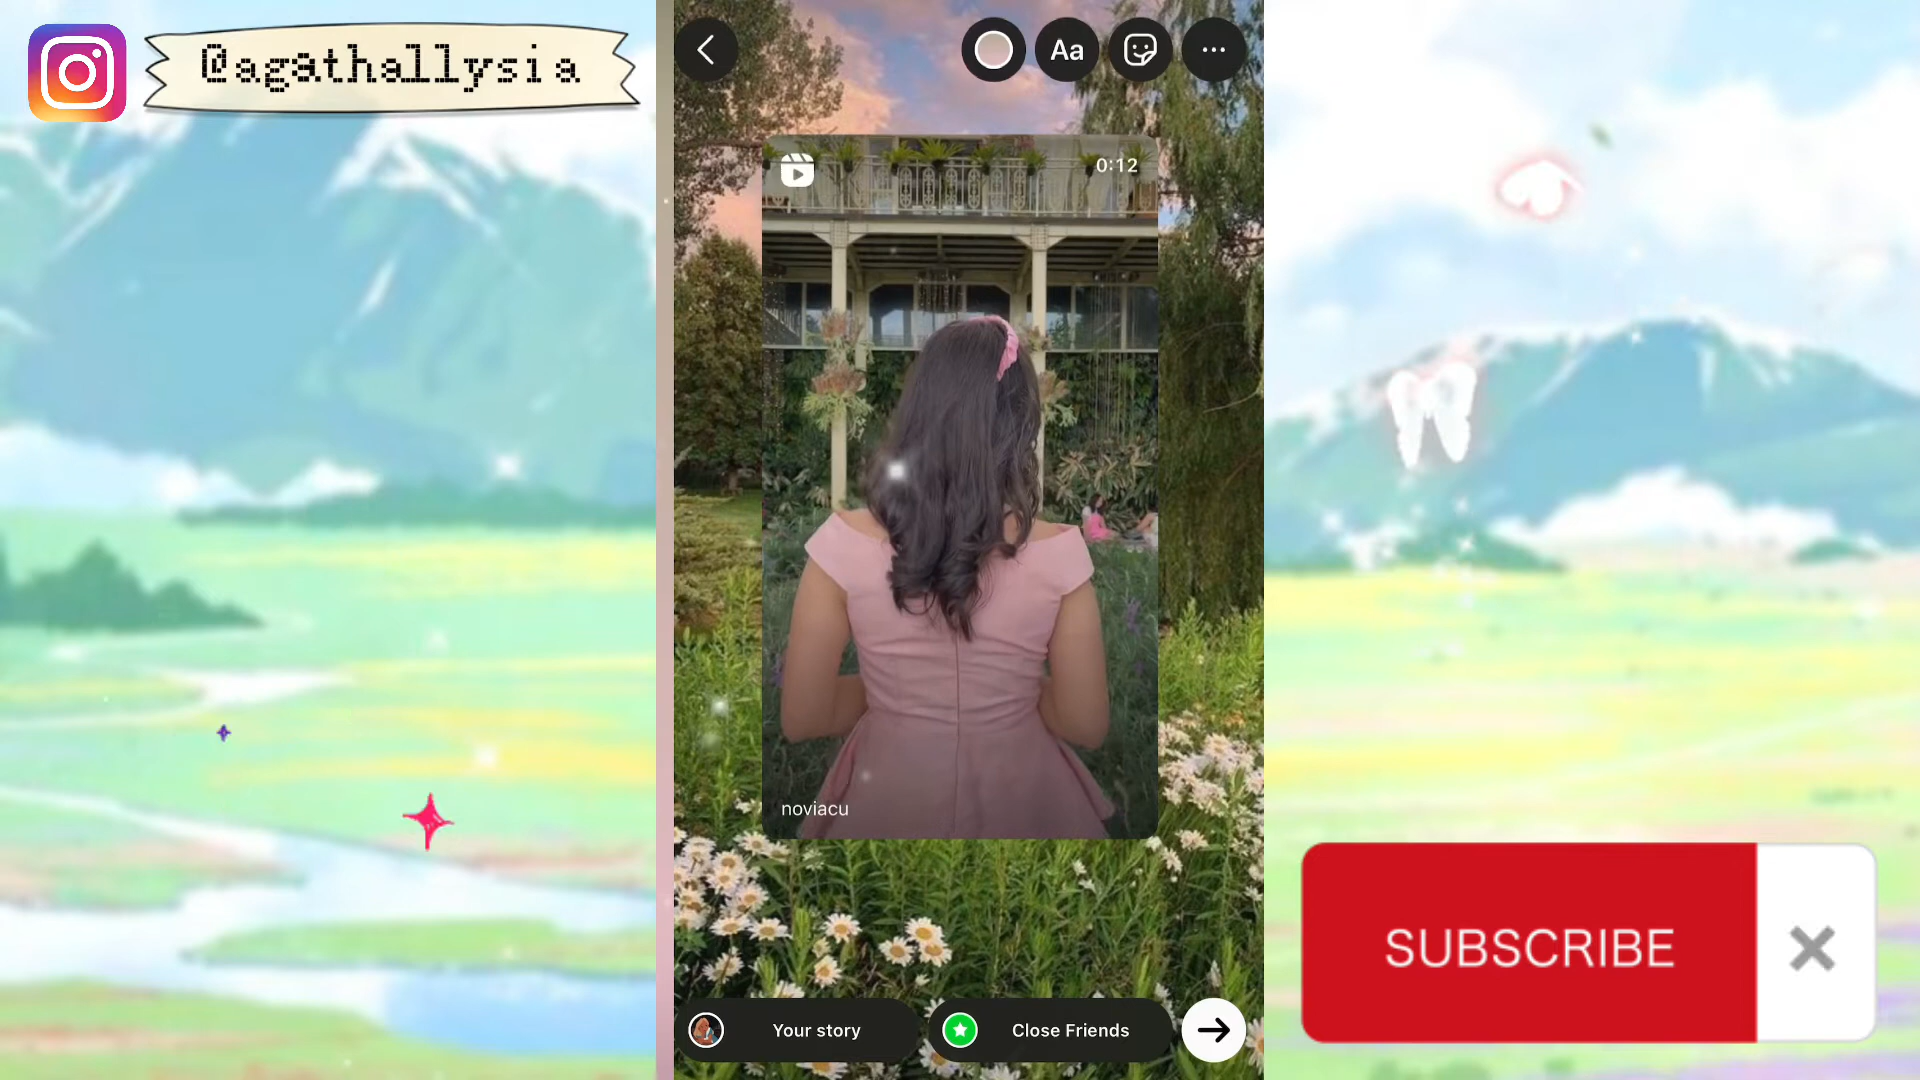 @agathallysia
Aa
0:12
noviacu
Your story
Close Friends
SUBSCRIBE